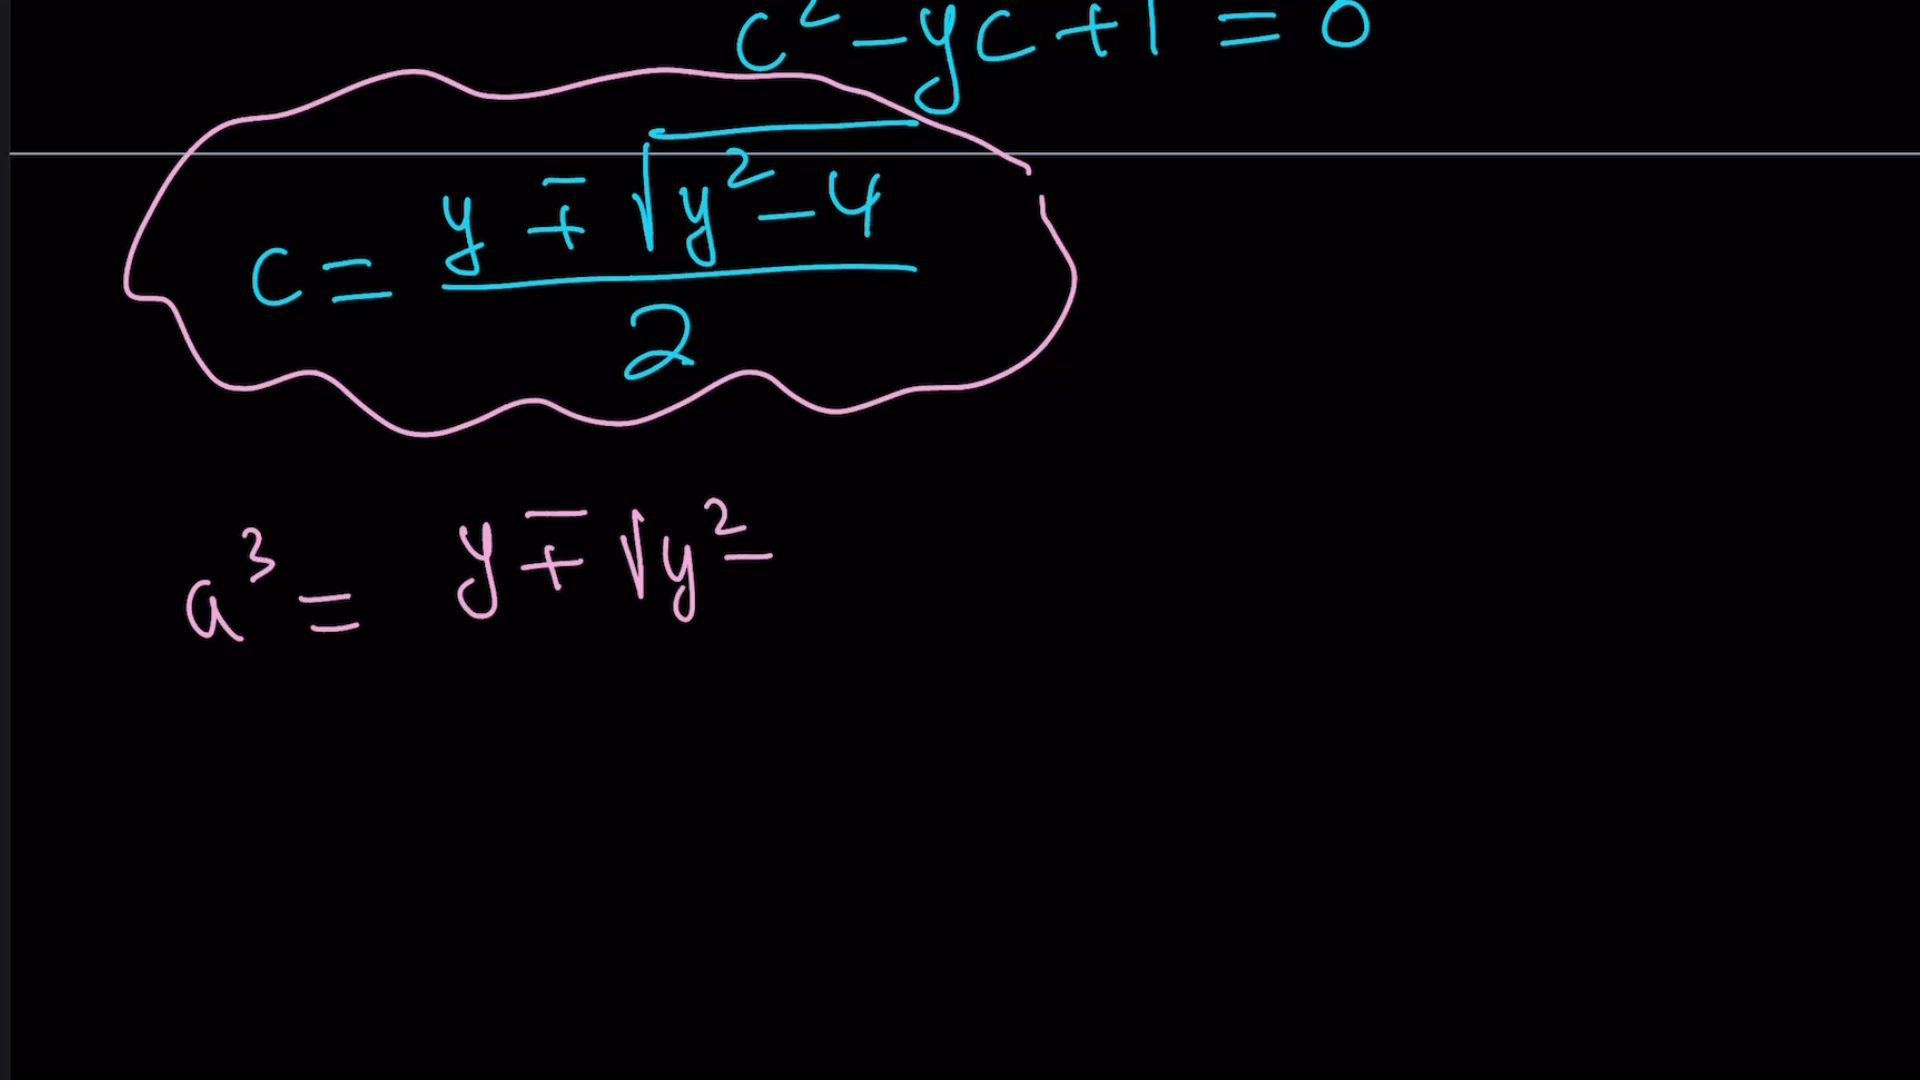 c² - yc + 1 = 0
c = (y ∓ √(y² - 4)) / 2
a³ = y ∓ √y² -